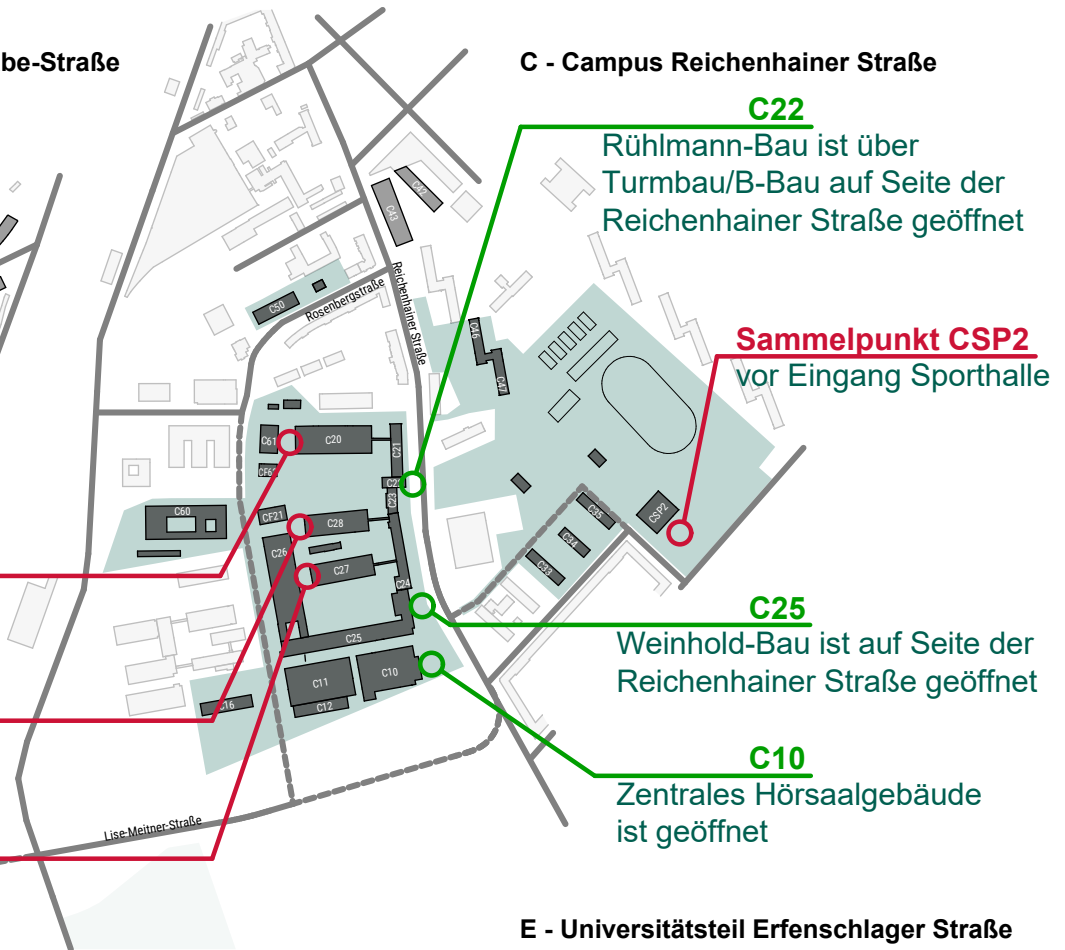 be-Straße
C - Campus Reichenhainer Straße
C22
Rühlmann-Bau ist über
Turmbau/B-Bau auf Seite der
Reichenhainer Straße geöffnet
C42
C43
Reichenhainer Straße
Rosenbergstraße
C50
C46
C47
Sammelpunkt CSP2
vor Eingang Sporthalle
C61
C20
C21
C23
C60
CF21
C28
C26
C27
C24
C25
C35
C34
C33
CSP2
C25
Weinhold-Bau ist auf Seite der
Reichenhainer Straße geöffnet
C11
C10
C12
C16
C10
Zentrales Hörsaalgebäude
ist geöffnet
Lise-Meitner-Straße
E - Universitätsteil Erfenschlager Straße